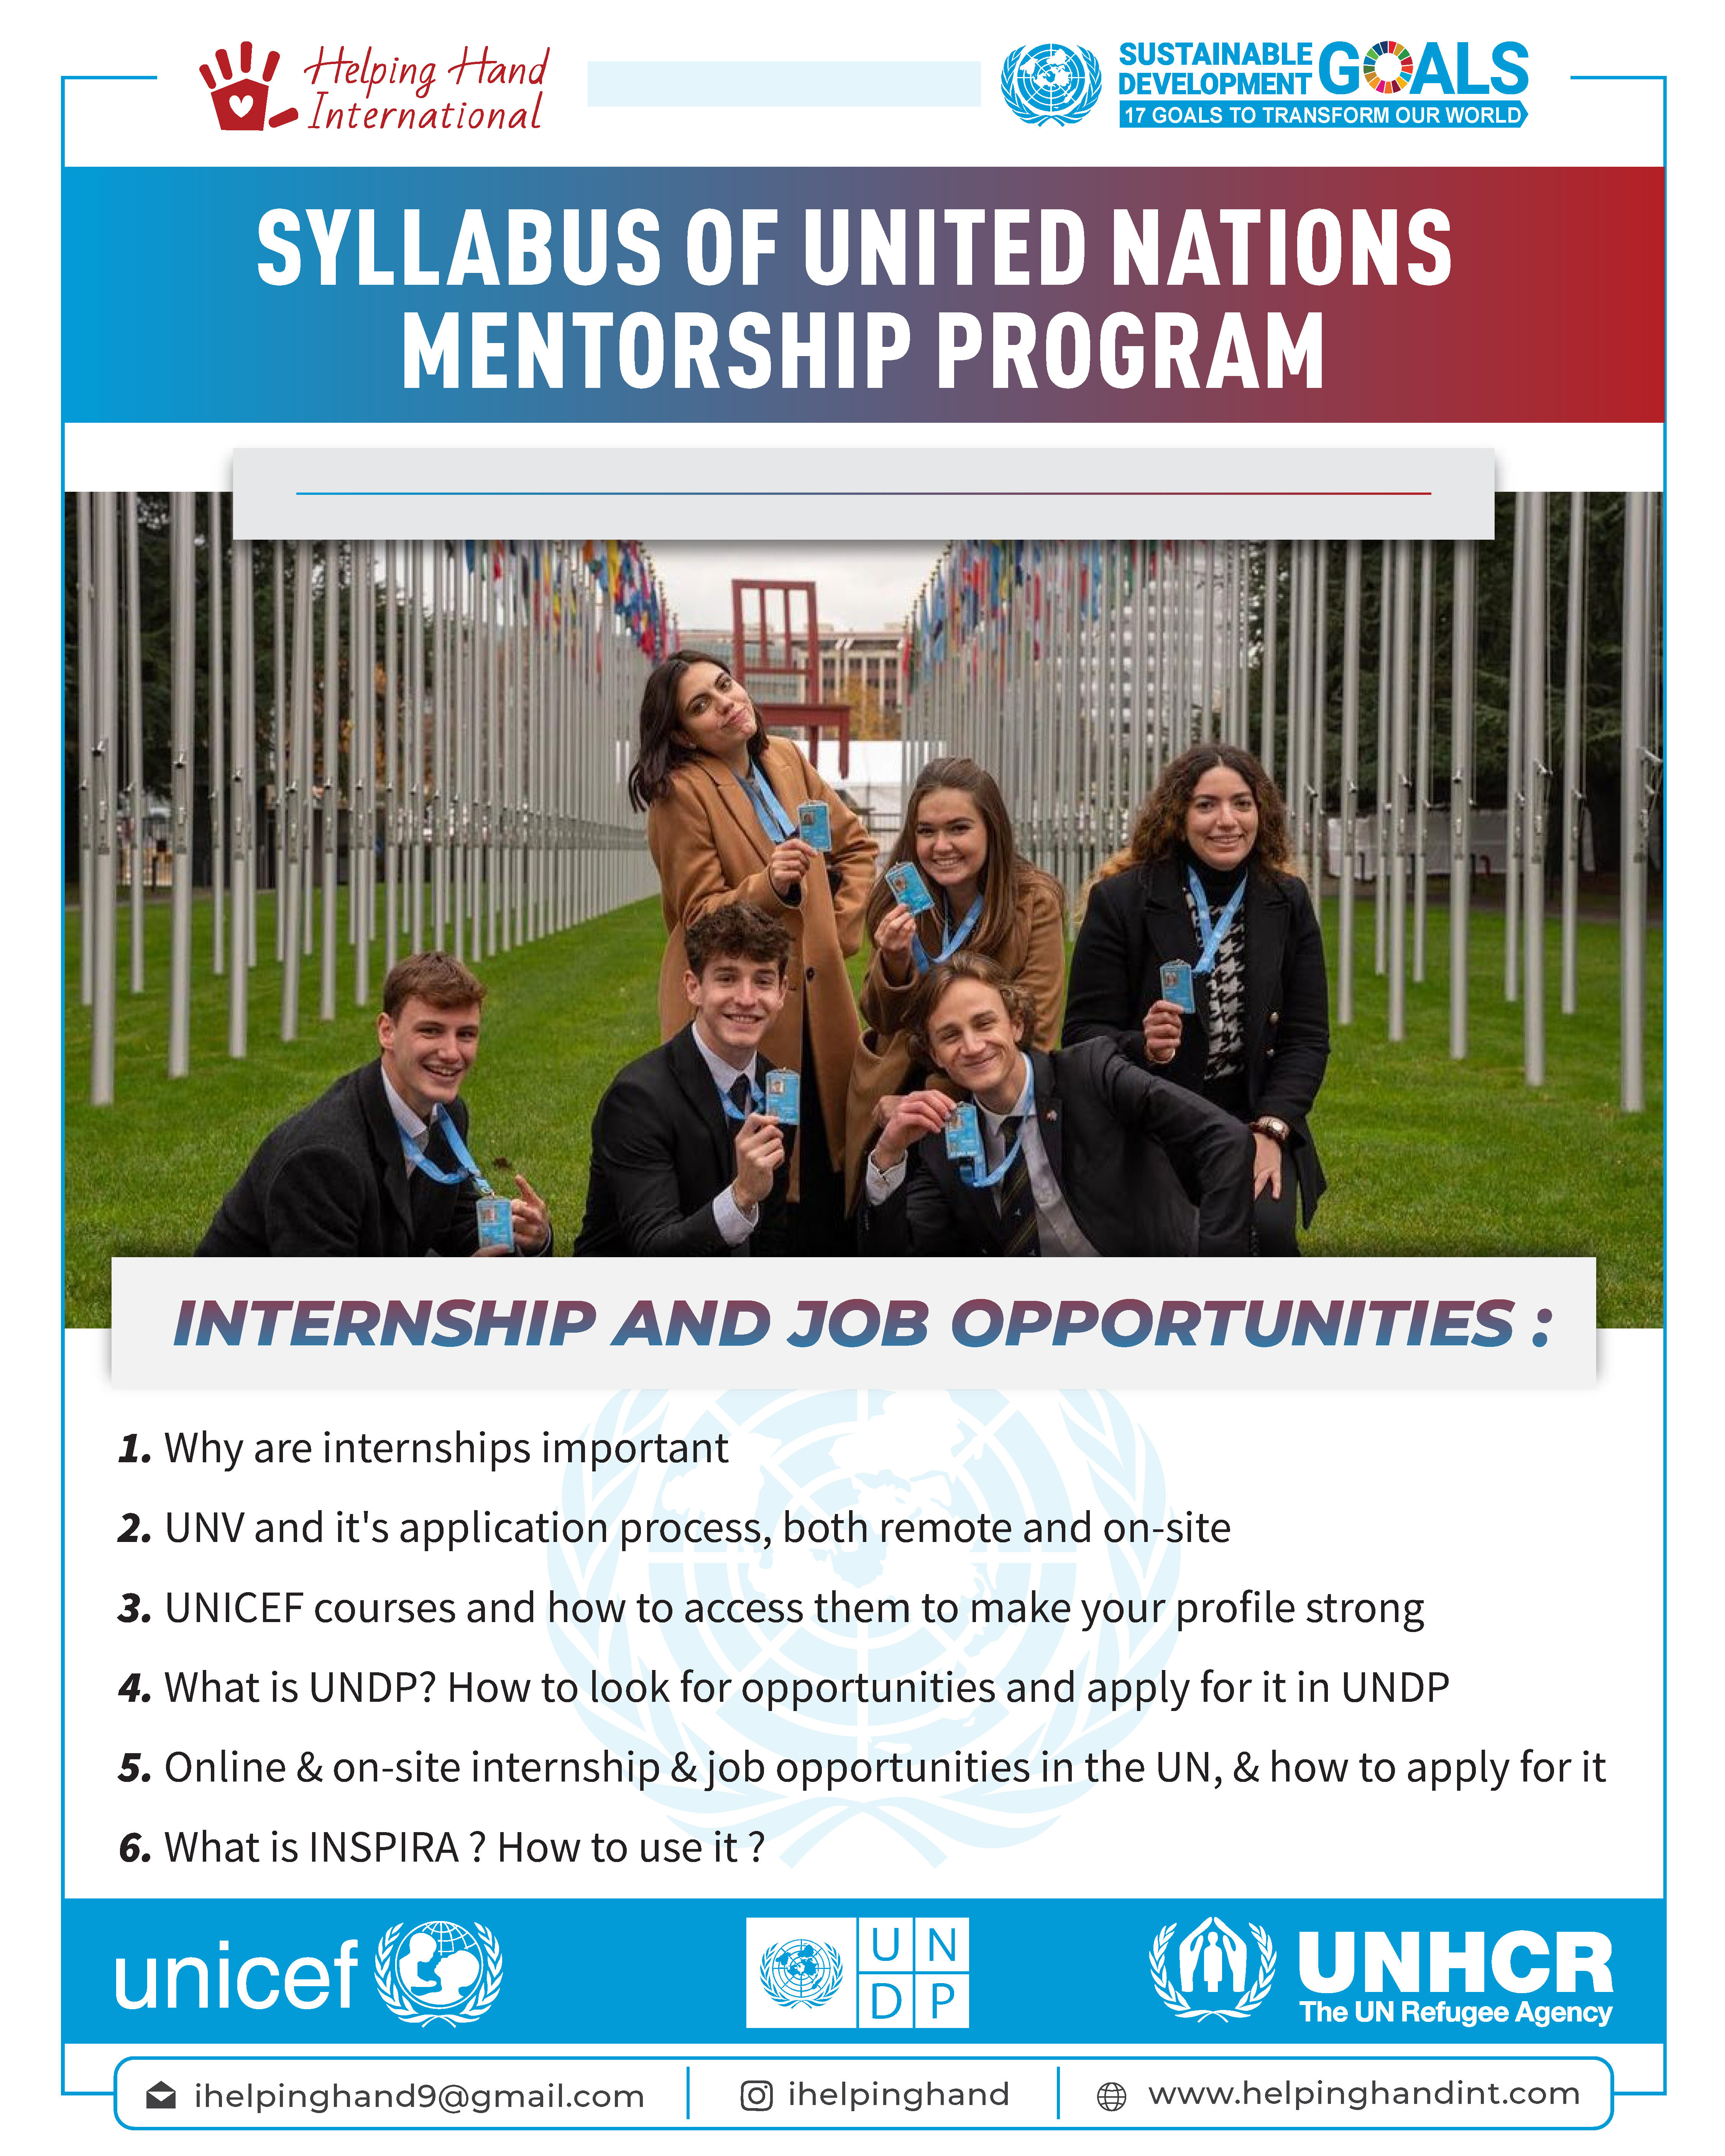 Helping Hand
International
SUSTAINABLE
DEVELOPMENT
GOALS
17 GOALS TO TRANSFORM OUR WORLD
SYLLABUS OF UNITED NATIONS
MENTORSHIP PROGRAM
INTERNSHIP AND JOB OPPORTUNITIES :
1. Why are internships important
2. UNV and it's application process, both remote and on-site
3. UNICEF courses and how to access them to make your profile strong
4. What is UNDP? How to look for opportunities and apply for it in UNDP
5. Online & on-site internship & job opportunities in the UN, & how to apply for it
6. What is INSPIRA ? How to use it ?
unicef
U N
D P
UNHCR
The UN Refugee Agency
ihelpinghand9@gmail.com
ihelpinghand
www.helpinghandint.com